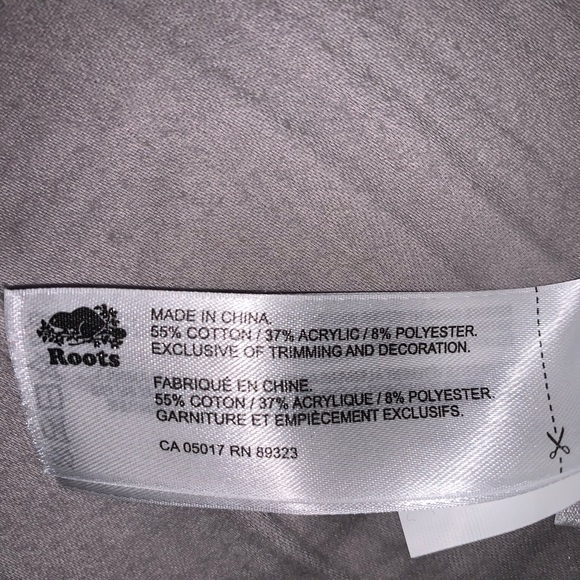 Roots
MADE IN CHINA.
55% COTTON / 37% ACRYLIC / 8% POLYESTER.
EXCLUSIVE OF TRIMMING AND DECORATION.
FABRIQUÉ EN CHINE.
55% COTON / 37% ACRYLIQUE / 8% POLYESTER.
GARNITURE ET EMPIÈCEMENT EXCLUSIFS.
CA 05017 RN 89323